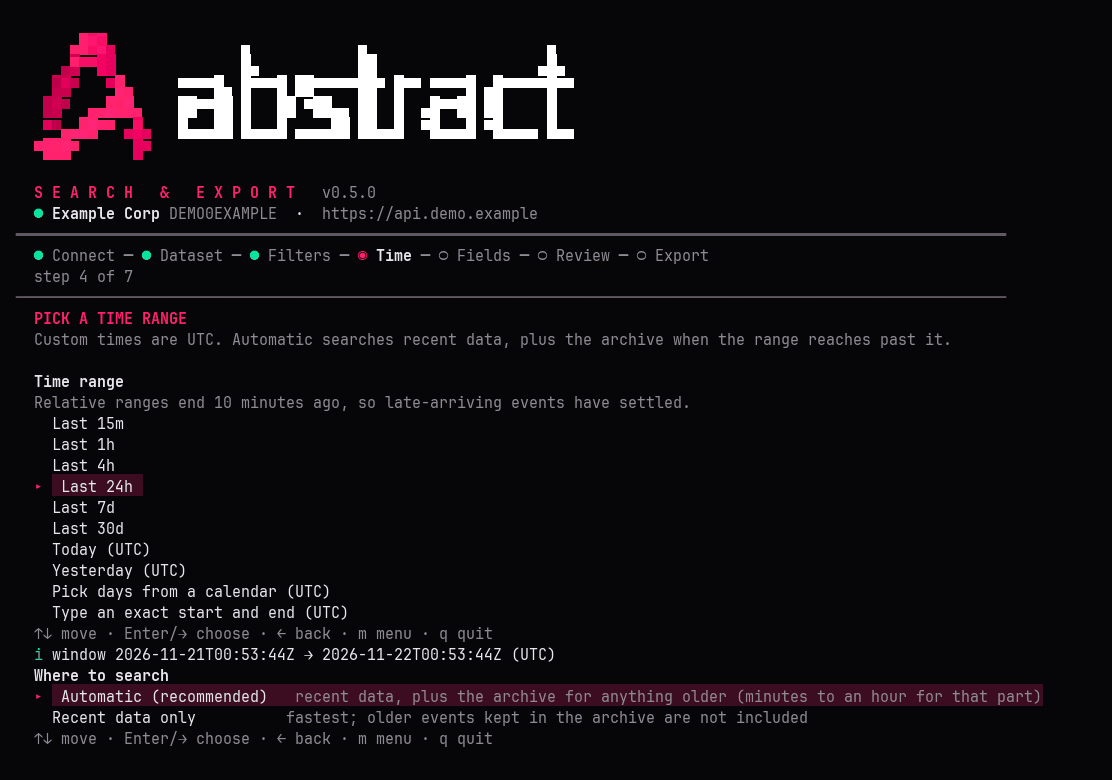 abstract
SEARCH & EXPORT v0.5.0
● Example Corp DEMO0EXAMPLE · https://api.demo.example
● Connect — ● Dataset — ● Filters — ◉ Time — ○ Fields — ○ Review — ○ Export
step 4 of 7
PICK A TIME RANGE
Custom times are UTC. Automatic searches recent data, plus the archive when the range reaches past it.
Time range
Relative ranges end 10 minutes ago, so late-arriving events have settled.
Last 15m
Last 1h
Last 4h
▸ Last 24h
Last 7d
Last 30d
Today (UTC)
Yesterday (UTC)
Pick days from a calendar (UTC)
Type an exact start and end (UTC)
↑↓ move · Enter/→ choose · ← back · m menu · q quit
i window 2026-11-21T00:53:44Z → 2026-11-22T00:53:44Z (UTC)
Where to search
▸ Automatic (recommended) recent data, plus the archive for anything older (minutes to an hour for that part)
Recent data only fastest; older events kept in the archive are not included
↑↓ move · Enter/→ choose · ← back · m menu · q quit